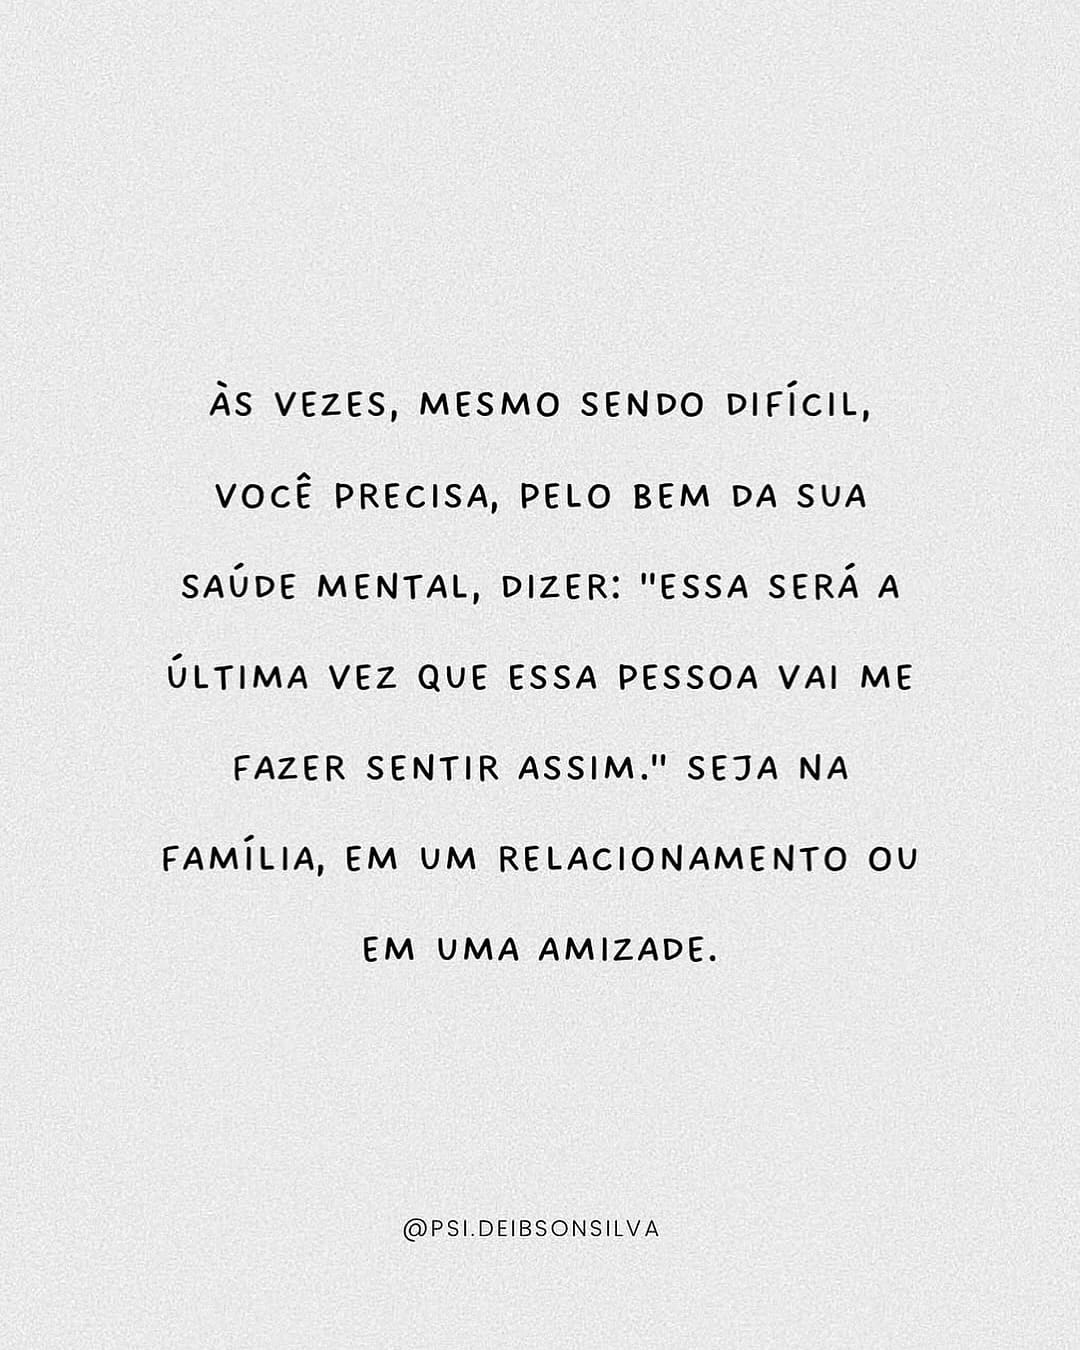 ÀS VEZES, MESMO SENDO DIFÍCIL,
VOCÊ PRECISA, PELO BEM DA SUA
SAÚDE MENTAL, DIZER: "ESSA SERÁ A
ÚLTIMA VEZ QUE ESSA PESSOA VAI ME
FAZER SENTIR ASSIM." SEJA NA
FAMÍLIA, EM UM RELACIONAMENTO OU
EM UMA AMIZADE.
@PSI.DEIBSONSILVA